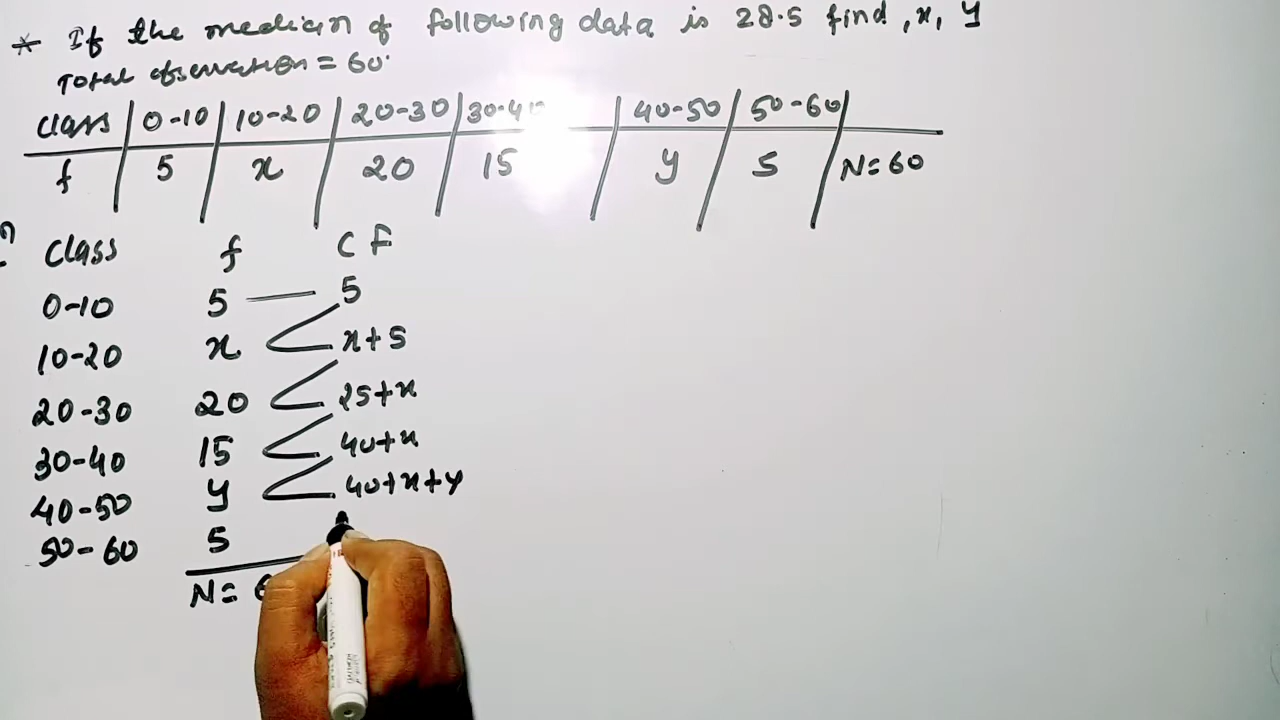 * If the median of following data is 28.5 find, x, y
Total observation = 60.
class | 0-10 | 10-20 | 20-30 | 30-40 | 40-50 | 50-60 |
f | 5 | x | 20 | 15 | y | 5 | N=60
class f CF
0-10 5 5
10-20 x x+5
20-30 20 25+x
30-40 15 40+x
40-50 y 40+x+y
50-60 5
N=